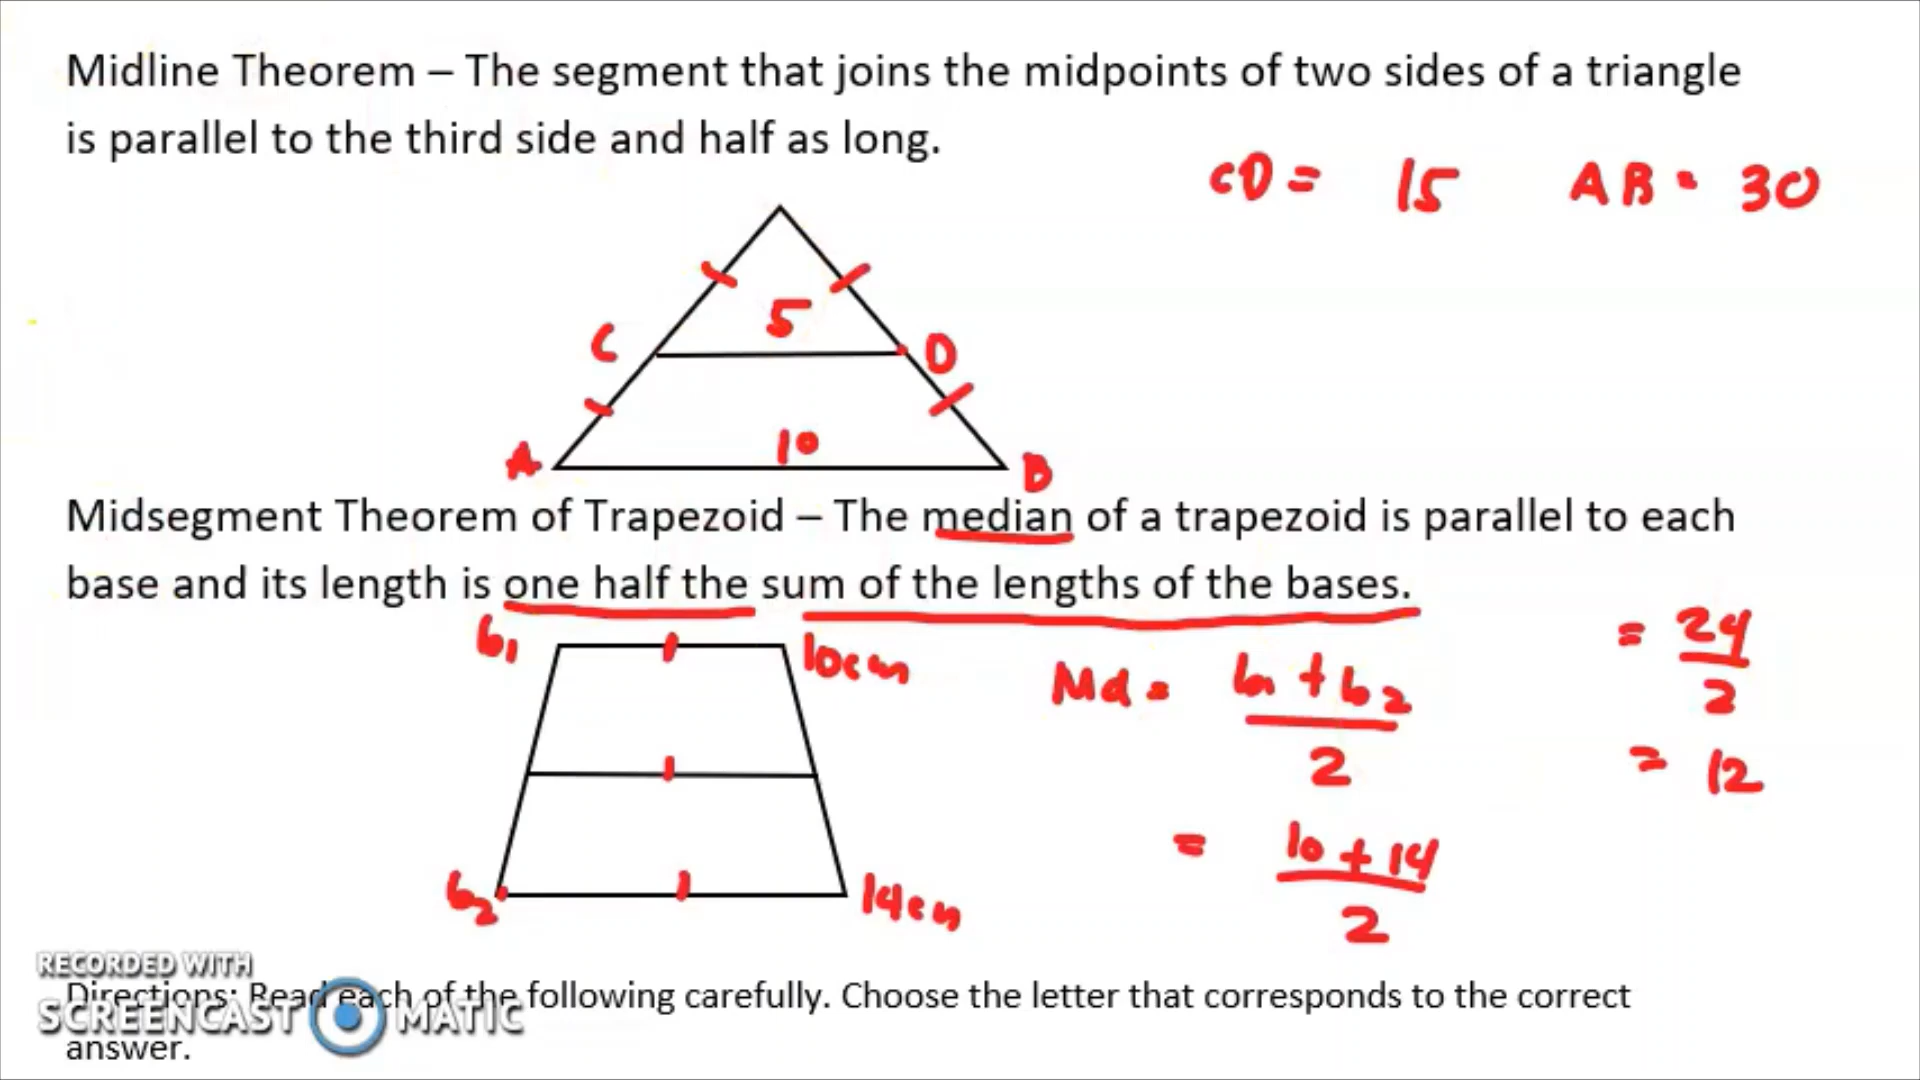 Midline Theorem – The segment that joins the midpoints of two sides of a triangle
is parallel to the third side and half as long.
CD = 15 AB = 30
5
C D
10
A B
Midsegment Theorem of Trapezoid – The median of a trapezoid is parallel to each
base and its length is one half the sum of the lengths of the bases.
b1 10cm
b2 14cm
Md = b1 + b2
2
= 10 + 14
2
= 24
2
= 12
RECORDED WITH
SCREENCAST MATIC
Directions: Read each of the following carefully. Choose the letter that corresponds to the correct
answer.